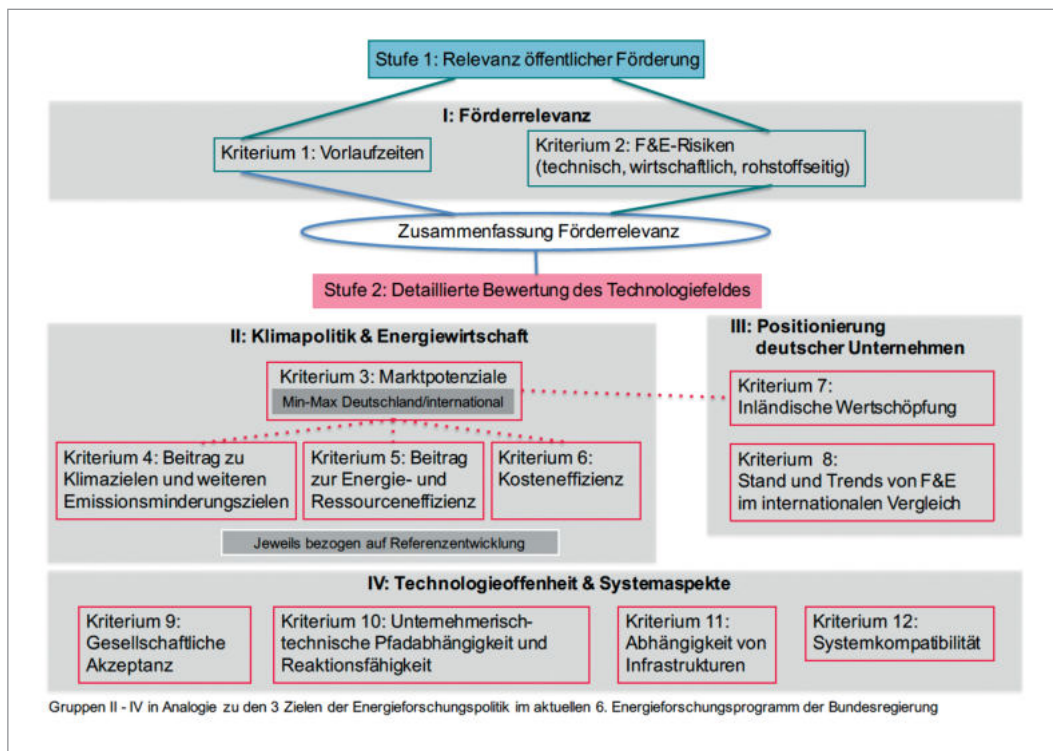 Stufe 1: Relevanz öffentlicher Förderung
I: Förderrelevanz
Kriterium 1: Vorlaufzeiten
Kriterium 2: F&E-Risiken
(technisch, wirtschaftlich, rohstoffseitig)
Zusammenfassung Förderrelevanz
Stufe 2: Detaillierte Bewertung des Technologiefeldes
II: Klimapolitik & Energiewirtschaft
Kriterium 3: Marktpotenziale
Min-Max Deutschland/international
Kriterium 4: Beitrag zu
Klimazielen und weiteren
Emissionsminderungszielen
Kriterium 5: Beitrag
zur Energie- und
Ressourceneffizienz
Kriterium 6:
Kosteneffizienz
Jeweils bezogen auf Referenzentwicklung
III: Positionierung
deutscher Unternehmen
Kriterium 7:
Inländische Wertschöpfung
Kriterium 8:
Stand und Trends von F&E
im internationalen Vergleich
IV: Technologieoffenheit & Systemaspekte
Kriterium 9:
Gesellschaftliche
Akzeptanz
Kriterium 10: Unternehmerisch-
technische Pfadabhängigkeit und
Reaktionsfähigkeit
Kriterium 11:
Abhängigkeit von
Infrastrukturen
Kriterium 12:
Systemkompatibilität
Gruppen II - IV in Analogie zu den 3 Zielen der Energieforschungspolitik im aktuellen 6. Energieforschungsprogramm der Bundesregierung